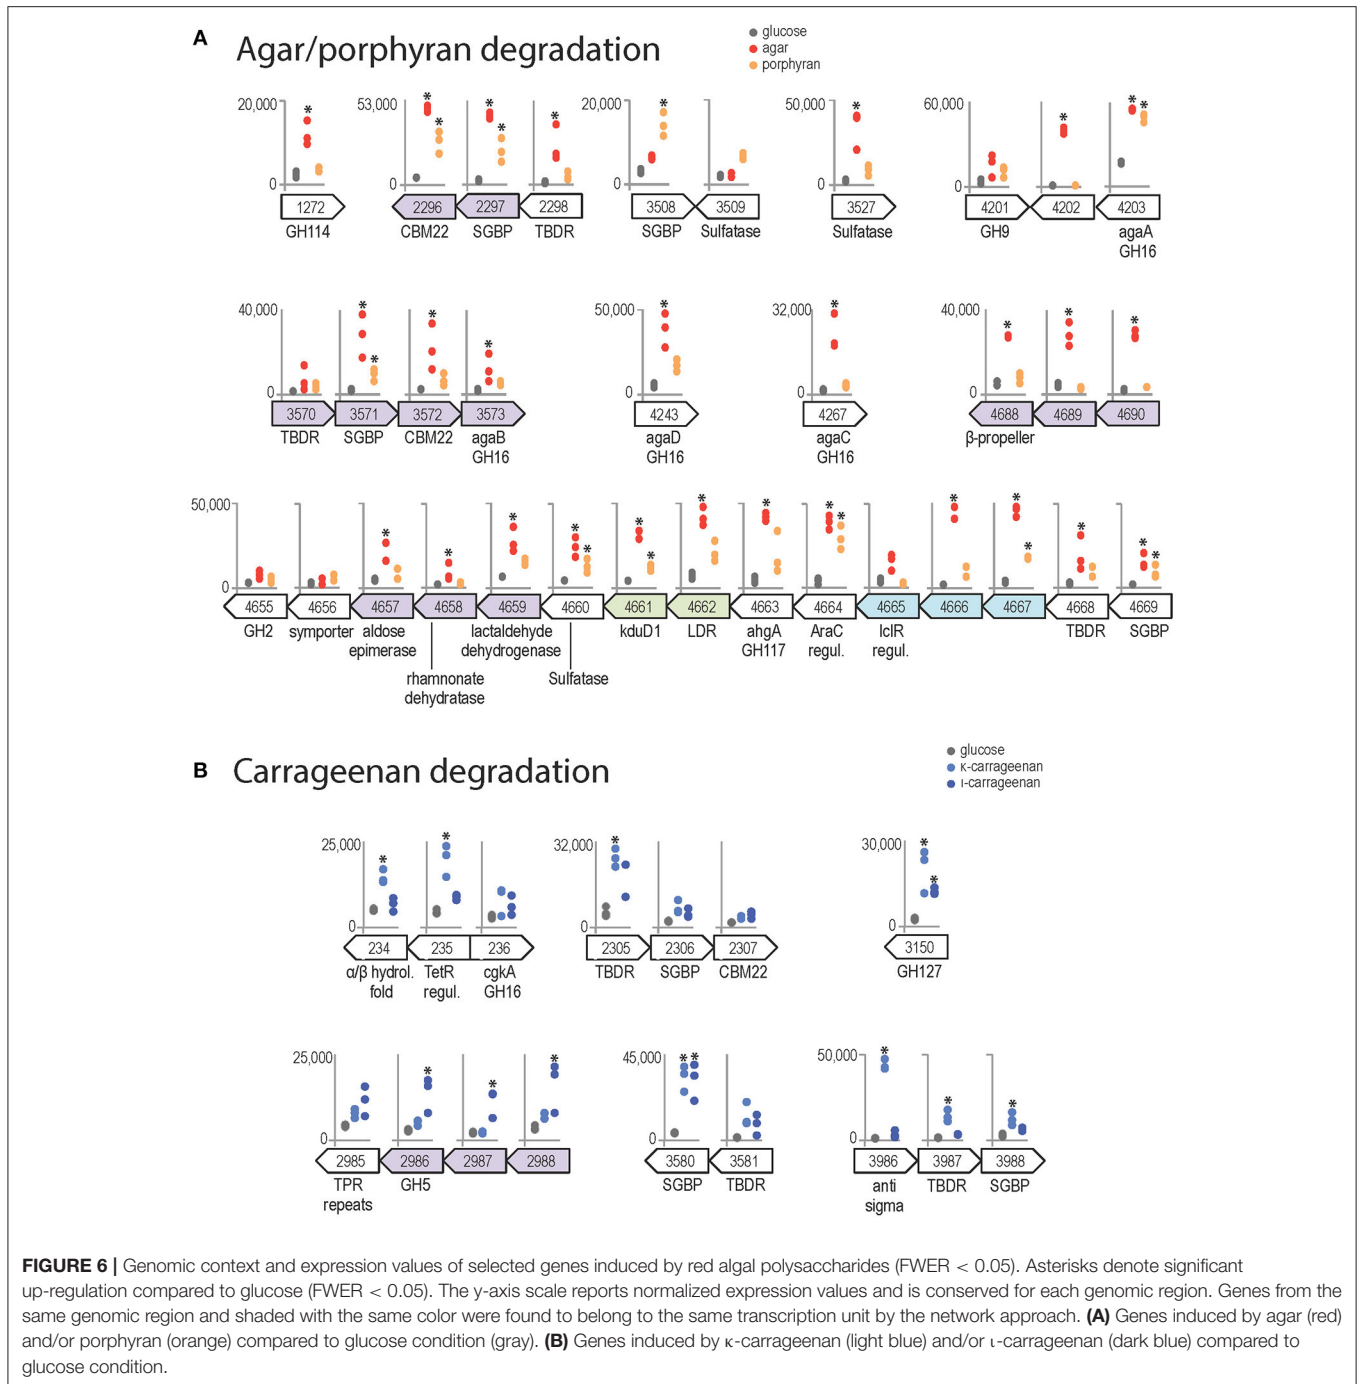 A Agar/porphyran degradation
glucose
agar
porphyran
20,000 53,000 20,000 50,000 60,000
* * * * * * * * * * *
0 0 0 0 0
1272 2296 2297 2298 3508 3509 3527 4201 4202 4203
GH114 CBM22 SGBP TBDR SGBP Sulfatase Sulfatase GH9 agaA
GH16
40,000 50,000 32,000 40,000
* * * * * * * * *
0 0 0 0
3570 3571 3572 3573 4243 4267 4688 4689 4690
TBDR SGBP CBM22 agaB agaD agaC β-propeller
GH16 GH16 GH16
50,000
* * * * * * * * * * * * * * * * *
0
4655 4656 4657 4658 4659 4660 4661 4662 4663 4664 4665 4666 4667 4668 4669
GH2 symporter aldose lactaldehyde kduD1 LDR ahgA AraC IclR TBDR SGBP
epimerase dehydrogenase GH117 regul. regul.
rhamnonate Sulfatase
dehydratase
B Carrageenan degradation
glucose
κ-carrageenan
ι-carrageenan
25,000 32,000 30,000
* * * * *
0 0 0
234 235 236 2305 2306 2307 3150
α/β hydrol. TetR cgkA TBDR SGBP CBM22 GH127
fold regul. GH16
25,000 45,000 50,000
* * * * * * * *
0 0 0
2985 2986 2987 2988 3580 3581 3986 3987 3988
TPR GH5 SGBP TBDR anti TBDR SGBP
repeats sigma
FIGURE 6 | Genomic context and expression values of selected genes induced by red algal polysaccharides (FWER < 0.05). Asterisks denote significant
up-regulation compared to glucose (FWER < 0.05). The y-axis scale reports normalized expression values and is conserved for each genomic region. Genes from the
same genomic region and shaded with the same color were found to belong to the same transcription unit by the network approach. (A) Genes induced by agar (red)
and/or porphyran (orange) compared to glucose condition (gray). (B) Genes induced by κ-carrageenan (light blue) and/or ι-carrageenan (dark blue) compared to
glucose condition.